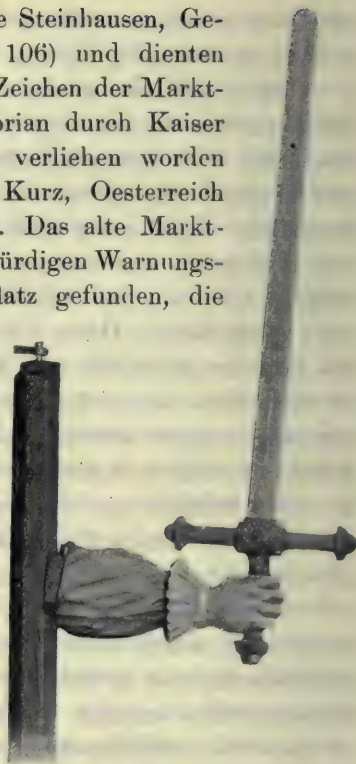 e Steinhausen, Ge-
106) und dienten
Zeichen der Markt-
orian durch Kaiser
verliehen worden
Kurz, Oesterreich
. Das alte Markt-
ürdigen Warnungs-
latz gefunden, die